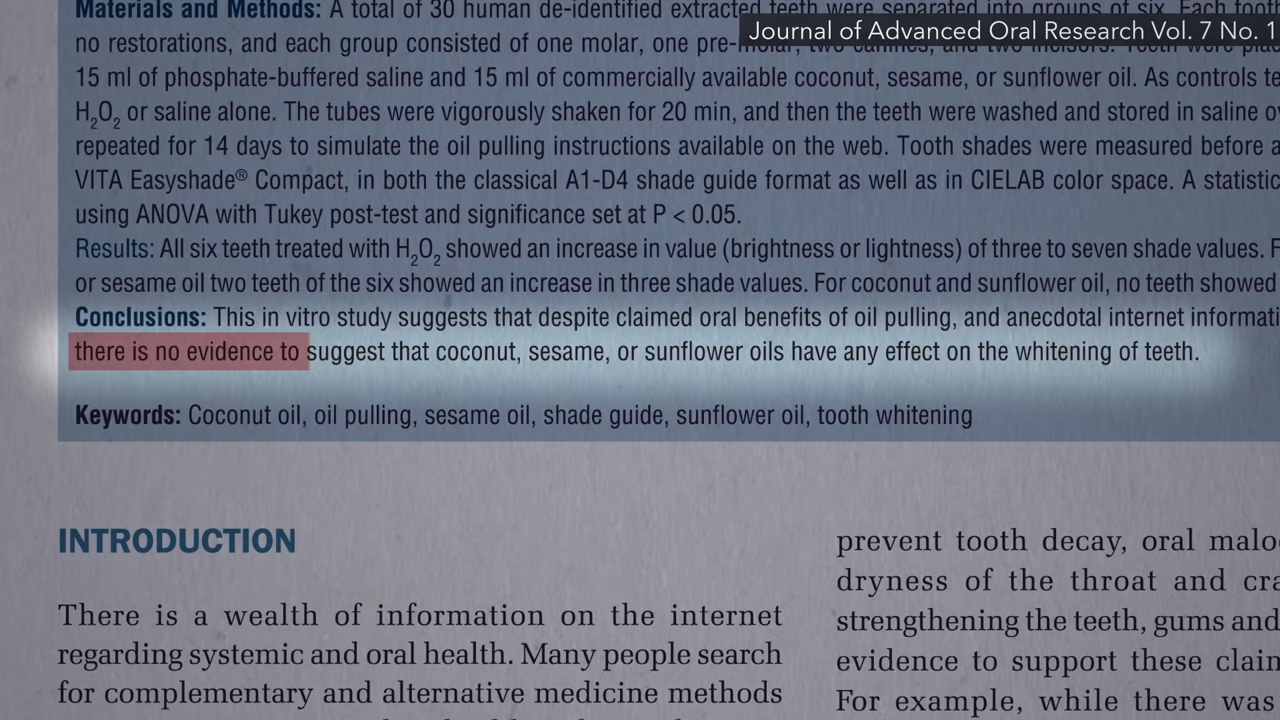 Materials and Methods: A total of 30 human de-identified extracted teeth were separated into groups of six. Each
Journal of Advanced Oral Research Vol. 7 No. 1
no restorations, and each group consisted of one molar, one pre-molar, two canines, and two incisors. Teeth were
15 ml of phosphate-buffered saline and 15 ml of commercially available coconut, sesame, or sunflower oil. As controls te
H₂O₂ or saline alone. The tubes were vigorously shaken for 20 min, and then the teeth were washed and stored in saline o
repeated for 14 days to simulate the oil pulling instructions available on the web. Tooth shades were measured before a
VITA Easyshade® Compact, in both the classical A1-D4 shade guide format as well as in CIELAB color space. A statistic
using ANOVA with Tukey post-test and significance set at P < 0.05.
Results: All six teeth treated with H₂O₂ showed an increase in value (brightness or lightness) of three to seven shade values. F
or sesame oil two teeth of the six showed an increase in three shade values. For coconut and sunflower oil, no teeth showed
Conclusions: This in vitro study suggests that despite claimed oral benefits of oil pulling, and anecdotal internet informati
there is no evidence to suggest that coconut, sesame, or sunflower oils have any effect on the whitening of teeth.
Keywords: Coconut oil, oil pulling, sesame oil, shade guide, sunflower oil, tooth whitening
INTRODUCTION
There is a wealth of information on the internet
regarding systemic and oral health. Many people search
for complementary and alternative medicine methods
prevent tooth decay, oral malo
dryness of the throat and cra
strengthening the teeth, gums and
evidence to support these clain
For example, while there was